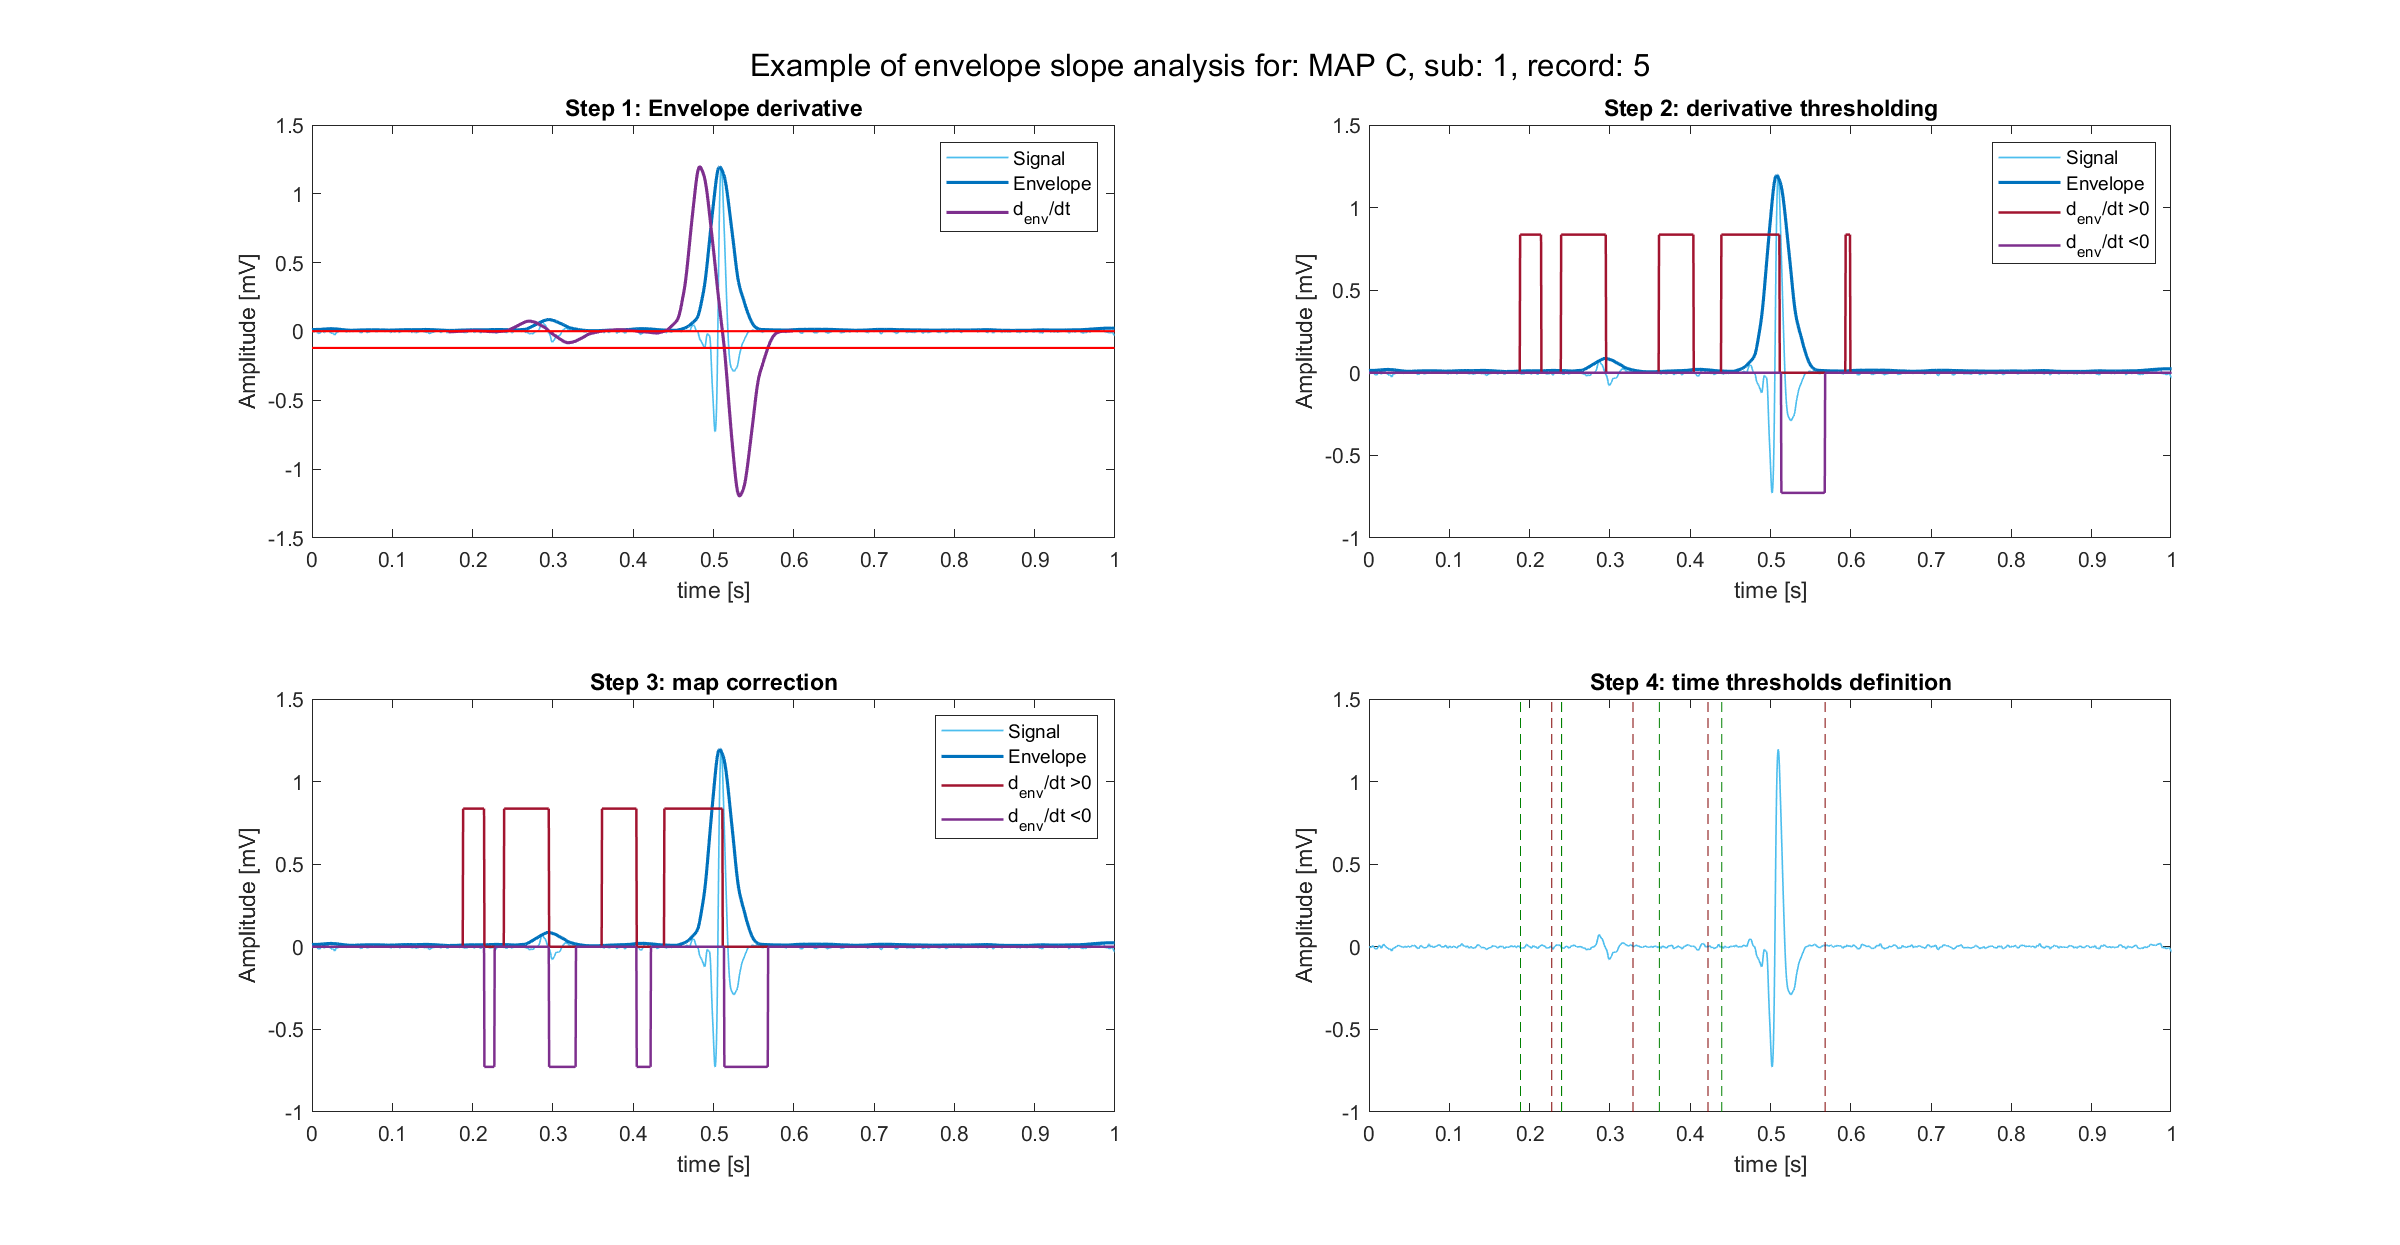 Example of envelope slope analysis for: MAP C, sub: 1, record: 5
Step 1: Envelope derivative
1.5
1
0.5
0
-0.5
-1
-1.5
Amplitude [mV]
0 0.1 0.2 0.3 0.4 0.5 0.6 0.7 0.8 0.9 1
time [s]
Signal
Envelope
d_env/dt
Step 2: derivative thresholding
1.5
1
0.5
0
-0.5
-1
Amplitude [mV]
0 0.1 0.2 0.3 0.4 0.5 0.6 0.7 0.8 0.9 1
time [s]
Signal
Envelope
d_env/dt >0
d_env/dt <0
Step 3: map correction
1.5
1
0.5
0
-0.5
-1
Amplitude [mV]
0 0.1 0.2 0.3 0.4 0.5 0.6 0.7 0.8 0.9 1
time [s]
Signal
Envelope
d_env/dt >0
d_env/dt <0
Step 4: time thresholds definition
1.5
1
0.5
0
-0.5
-1
Amplitude [mV]
0 0.1 0.2 0.3 0.4 0.5 0.6 0.7 0.8 0.9 1
time [s]